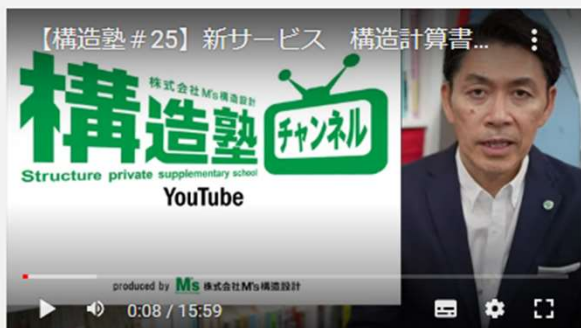 【構造塾＃25】新サービス　構造計算書...
株式会社M's構造設計
構造塾
チャンネル
Structure private supplementary school
YouTube
produced by M's 株式会社M's構造設計
0:08 / 15:59